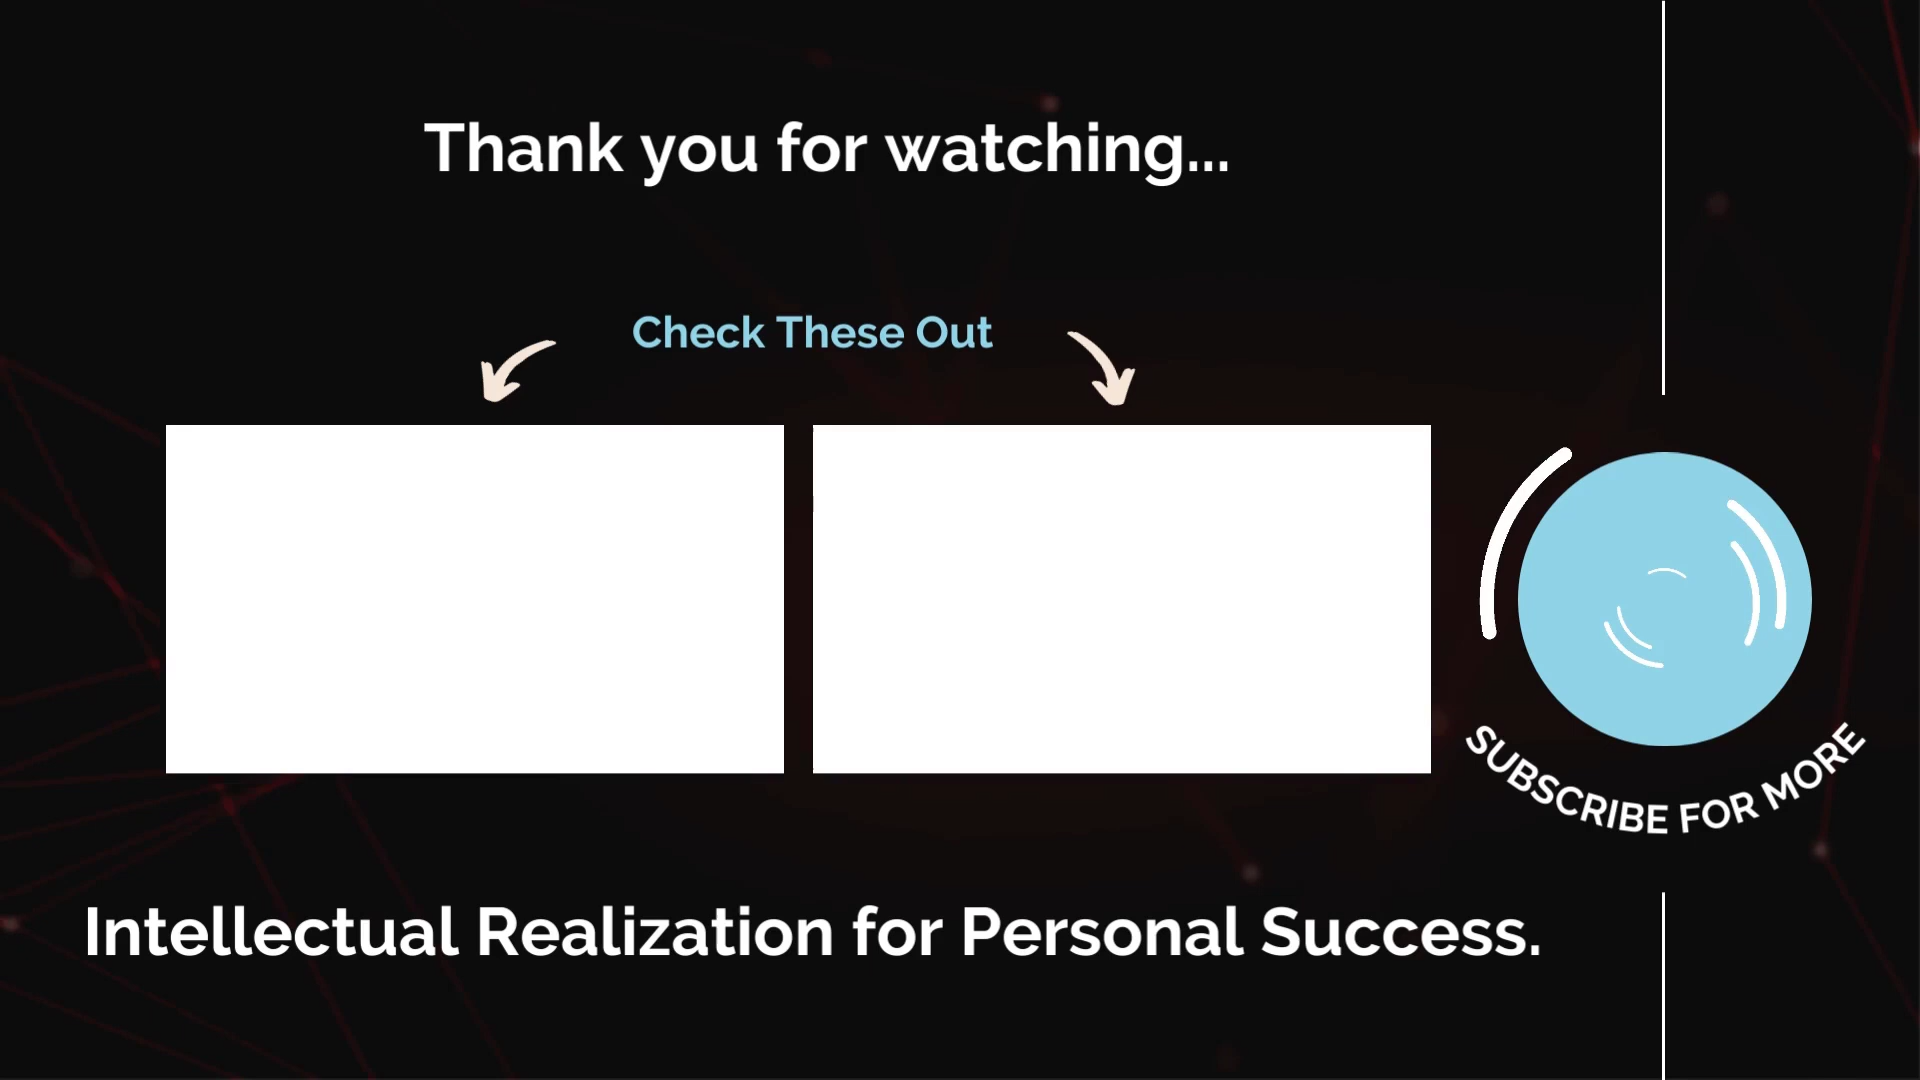 Thank you for watching...
Check These Out
SUBSCRIBE FOR MORE
Intellectual Realization for Personal Success.